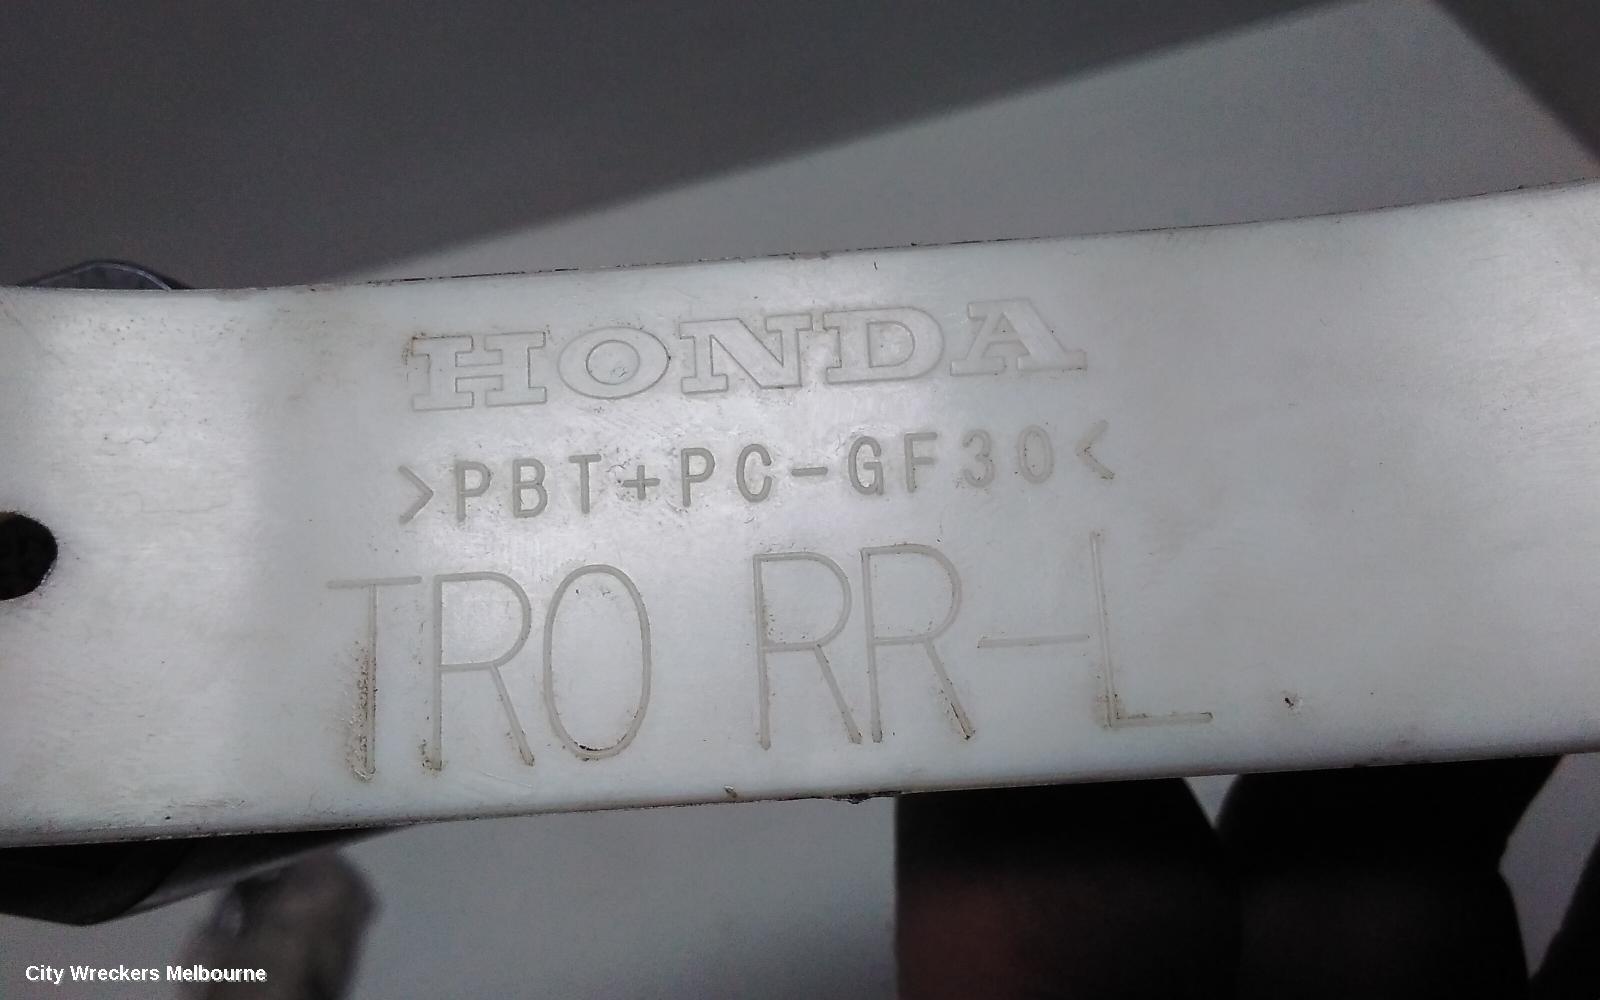 HONDA
>PBT+PC-GF30<
TR0 RR-L
City Wreckers Melbourne